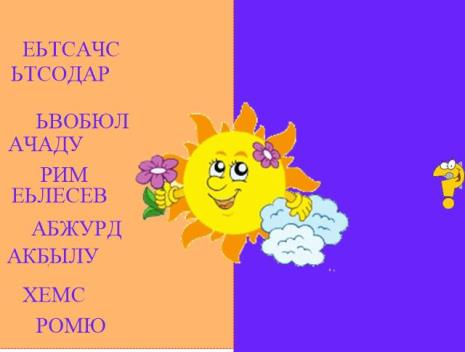 ЕЬТСАЧС
ЬТСОДАР
ЬВОБЮЛ
АЧАДУ
РИМ
ЕЬЛЕСЕВ
АБЖУРД
АКБЫЛУ
ХЕМС
РОМЮ